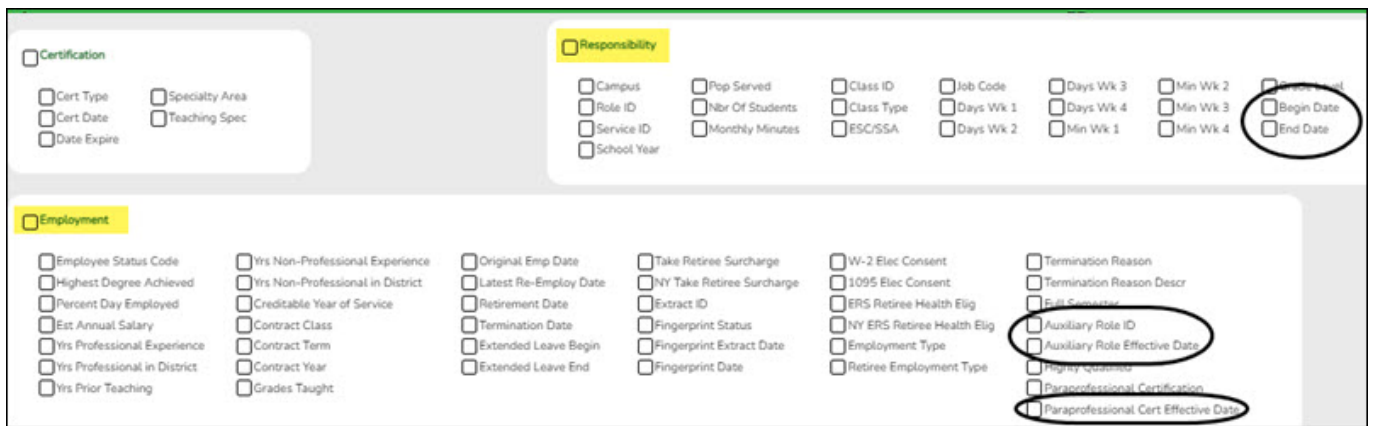 Certification
Cert Type Specialty Area
Cert Date Teaching Spec
Date Expire
Responsibility
Campus Pop Served Class ID Job Code Days Wk 3 Min Wk 2 Grade Level
Role ID Nbr Of Students Class Type Days Wk 1 Days Wk 4 Min Wk 3 Begin Date
Service ID Monthly Minutes ESC/SSA Days Wk 2 Min Wk 1 Min Wk 4 End Date
School Year
Employment
Employee Status Code Yrs Non-Professional Experience Original Emp Date Take Retiree Surcharge W-2 Elec Consent Termination Reason
Highest Degree Achieved Yrs Non-Professional in District Latest Re-Employ Date NY Take Retiree Surcharge 1095 Elec Consent Termination Reason Descr
Percent Day Employed Creditable Year of Service Retirement Date Extract ID ERS Retiree Health Elig Full Semester
Est Annual Salary Contract Class Termination Date Fingerprint Status NY ERS Retiree Health Elig Auxiliary Role ID
Yrs Professional Experience Contract Term Extended Leave Begin Fingerprint Extract Date Employment Type Auxiliary Role Effective Date
Yrs Professional in District Contract Year Extended Leave End Fingerprint Date Retiree Employment Type Highly Qualified
Yrs Prior Teaching Grades Taught Paraprofessional Certification
Paraprofessional Cert Effective Date